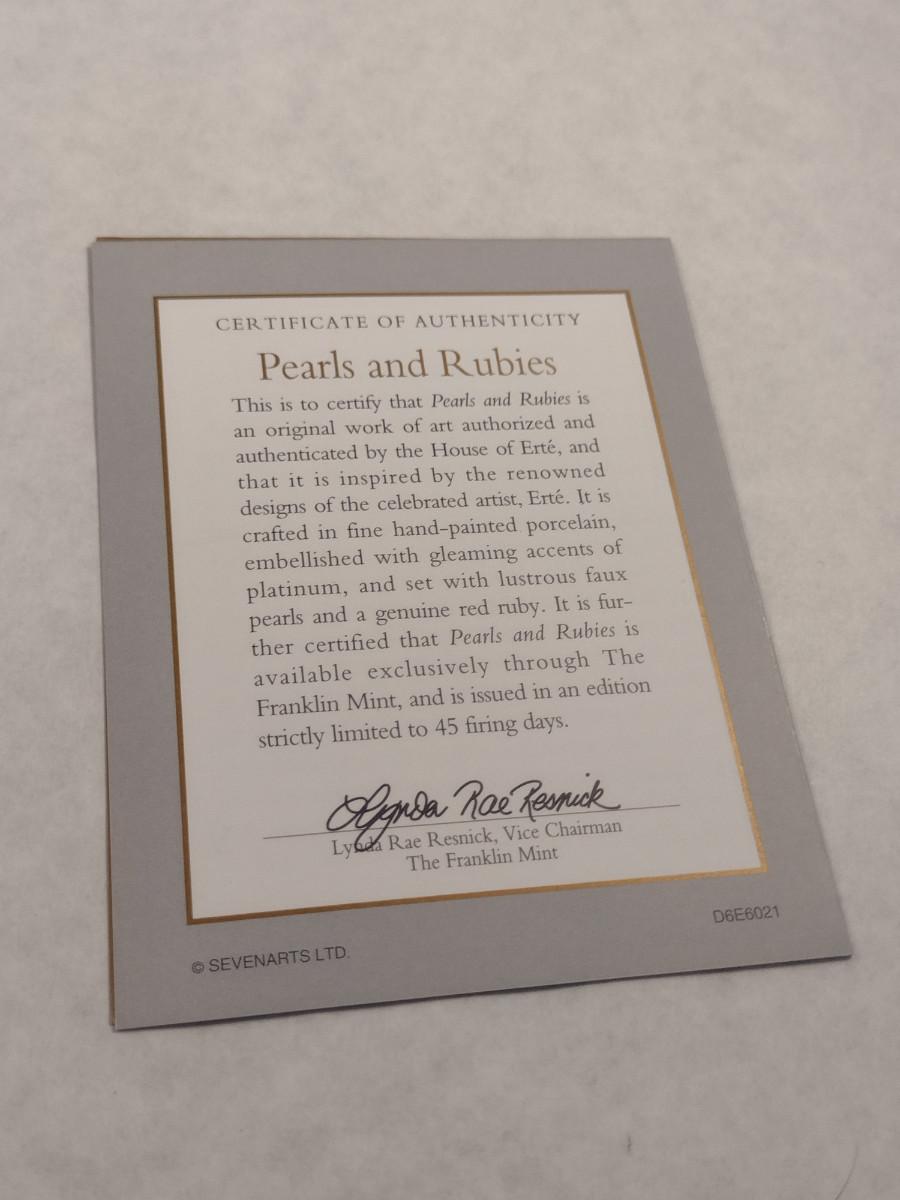 CERTIFICATE OF AUTHENTICITY
Pearls and Rubies
This is to certify that Pearls and Rubies is
an original work of art authorized and
authenticated by the House of Erté, and
that it is inspired by the renowned
designs of the celebrated artist, Erté. It is
crafted in fine hand-painted porcelain,
embellished with gleaming accents of
platinum, and set with lustrous faux
pearls and a genuine red ruby. It is fur-
ther certified that Pearls and Rubies is
available exclusively through The
Franklin Mint, and is issued in an edition
strictly limited to 45 firing days.
Lynda Rae Resnick
Lynda Rae Resnick, Vice Chairman
The Franklin Mint
© SEVENARTS LTD.
D6E6021